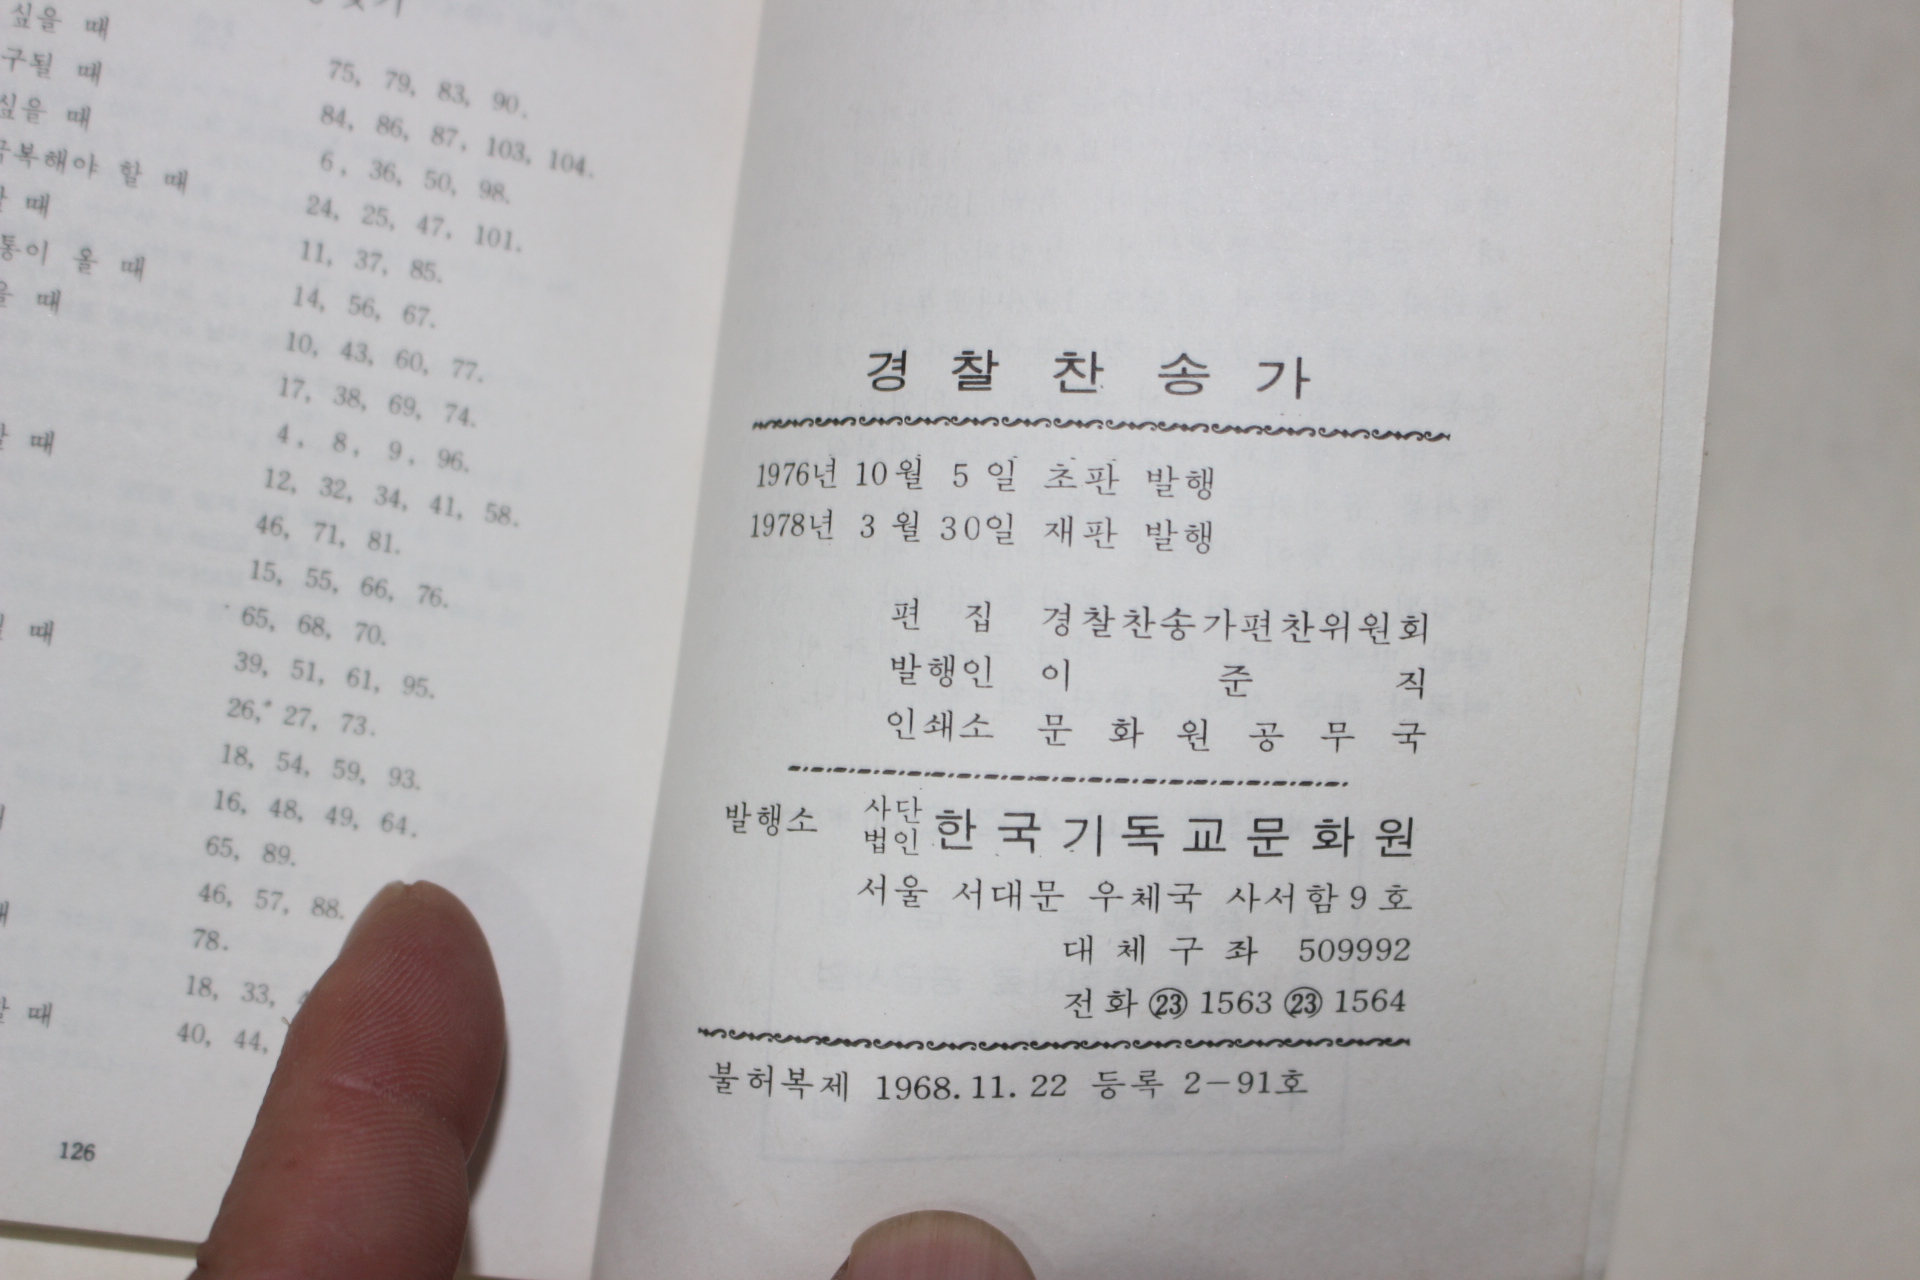 싶을 때
구될 때
싶을 때
복해야 할 때
때
통이 올 때
때
때
때
때
75, 79, 83, 90.
84, 86, 87, 103, 104.
6, 36, 50, 98.
24, 25, 47, 101.
11, 37, 85.
14, 56, 67.
10, 43, 60, 77.
17, 38, 69, 74.
4, 8, 9, 96.
12, 32, 34, 41, 58.
46, 71, 81.
15, 55, 66, 76.
65, 68, 70.
39, 51, 61, 95.
26, 27, 73.
18, 54, 59, 93.
16, 48, 49, 64.
65, 89.
46, 57, 88.
78.
18, 33,
40, 44,
126
경찰찬송가
1976년 10월 5일 초판 발행
1978년 3월 30일 재판 발행
편 집 경찰찬송가편찬위원회
발행인 이 준 직
인쇄소 문화원공무국
발행소 사단법인 한국기독교문화원
서울 서대문 우체국 사서함 9호
대체구좌 509992
전화 ㉓ 1563 ㉓ 1564
불허복제 1968. 11. 22 등록 2-91호